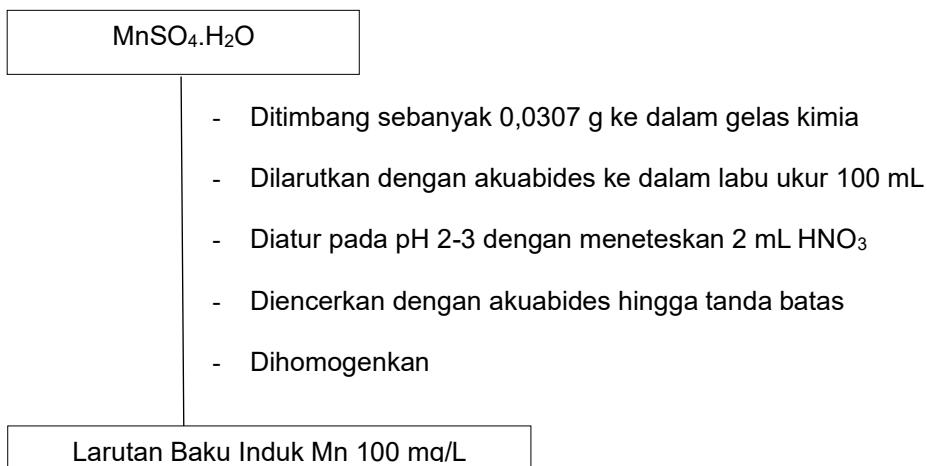 MnSO₄.H₂O
- Ditimbang sebanyak 0,0307 g ke dalam gelas kimia
- Dilarutkan dengan akuabides ke dalam labu ukur 100 mL
- Diatur pada pH 2-3 dengan meneteskan 2 mL HNO₃
- Diencerkan dengan akuabides hingga tanda batas
- Dihomogenkan
Larutan Baku Induk Mn 100 mg/L